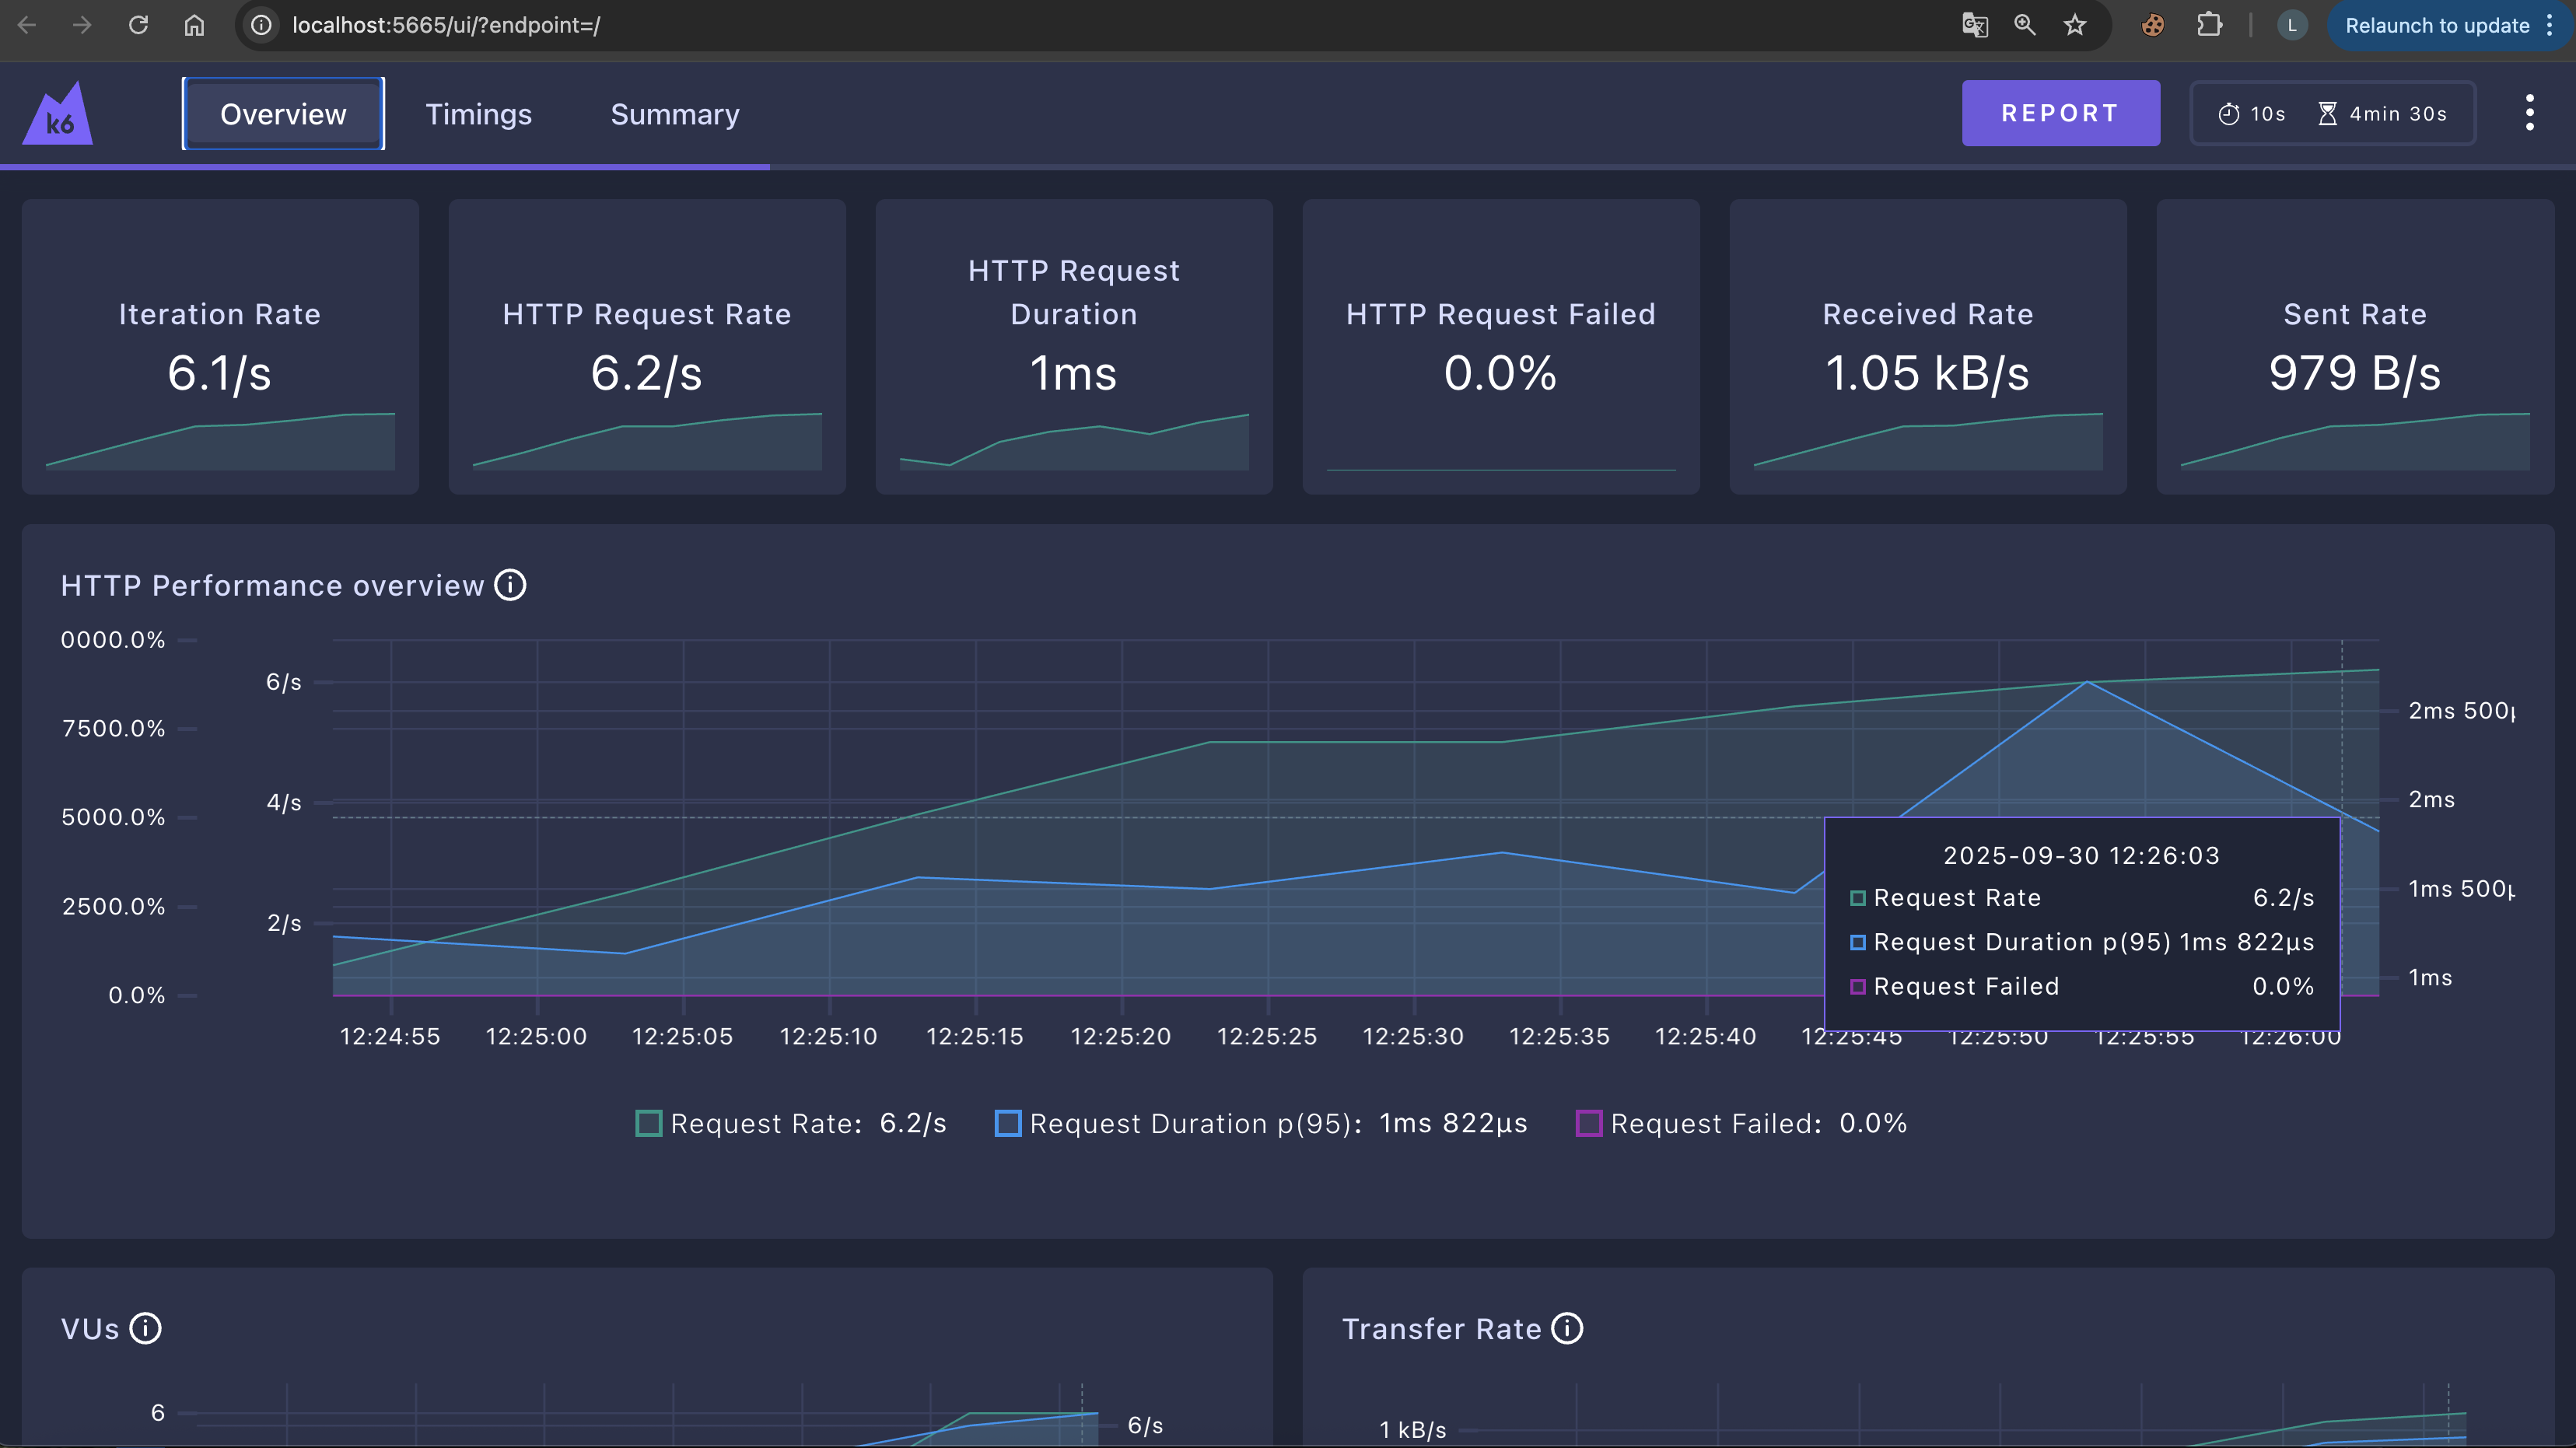 localhost:5665/ui/?endpoint=/
L
Relaunch to update
k6
Overview
Timings
Summary
REPORT
10s
4min 30s
Iteration Rate
6.1/s
HTTP Request Rate
6.2/s
HTTP Request
Duration
1ms
HTTP Request Failed
0.0%
Received Rate
1.05 kB/s
Sent Rate
979 B/s
HTTP Performance overview
0000.0%
7500.0%
5000.0%
2500.0%
0.0%
6/s
4/s
2/s
2ms 500µ
2ms
1ms 500µ
1ms
2025-09-30 12:26:03
Request Rate 6.2/s
Request Duration p(95) 1ms 822µs
Request Failed 0.0%
12:24:55 12:25:00 12:25:05 12:25:10 12:25:15 12:25:20 12:25:25 12:25:30 12:25:35 12:25:40 12:25:45 12:25:50 12:25:55 12:26:00
Request Rate: 6.2/s Request Duration p(95): 1ms 822µs Request Failed: 0.0%
VUs
6
6/s
Transfer Rate
1 kB/s